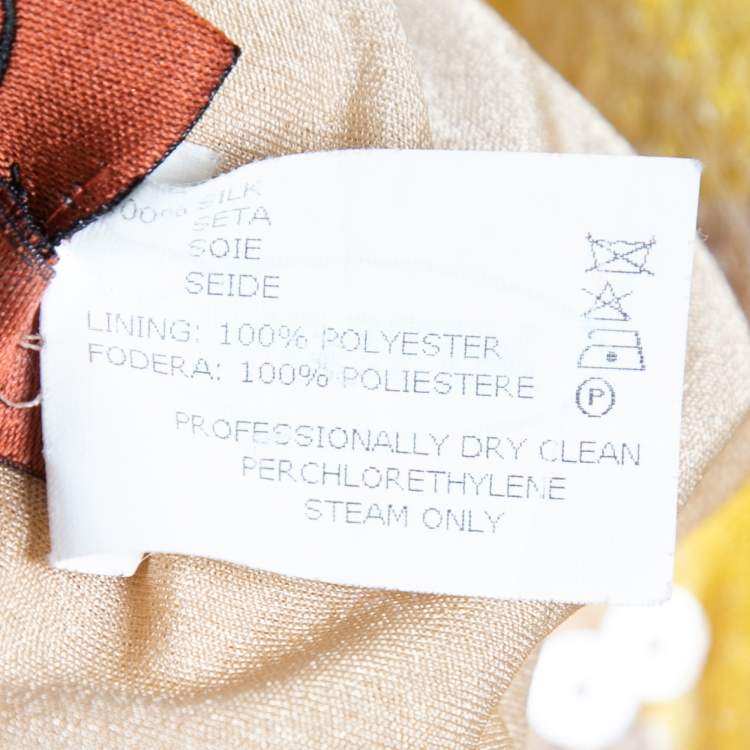 SILK
SETA
SOIE
SEIDE
LINING: 100% POLYESTER
FODERA: 100% POLIESTERE
PROFESSIONALLY DRY CLEAN
PERCHLORETHYLENE
STEAM ONLY
P